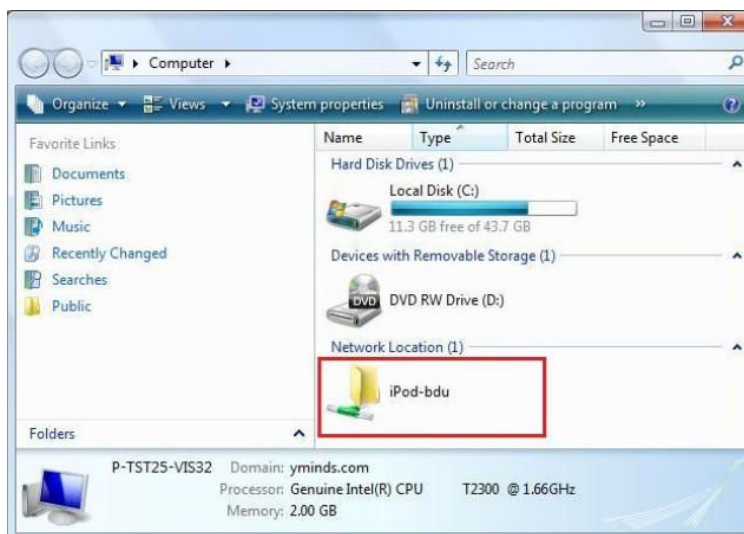 Computer
Search
Organize Views System properties Uninstall or change a program »
Favorite Links
Documents
Pictures
Music
Recently Changed
Searches
Public
Folders
Name Type Total Size Free Space
Hard Disk Drives (1)
Local Disk (C:)
11.3 GB free of 43.7 GB
Devices with Removable Storage (1)
DVD
DVD RW Drive (D:)
Network Location (1)
iPod-bdu
P-TST25-VIS32 Domain: yminds.com
Processor: Genuine Intel(R) CPU T2300 @ 1.66GHz
Memory: 2.00 GB